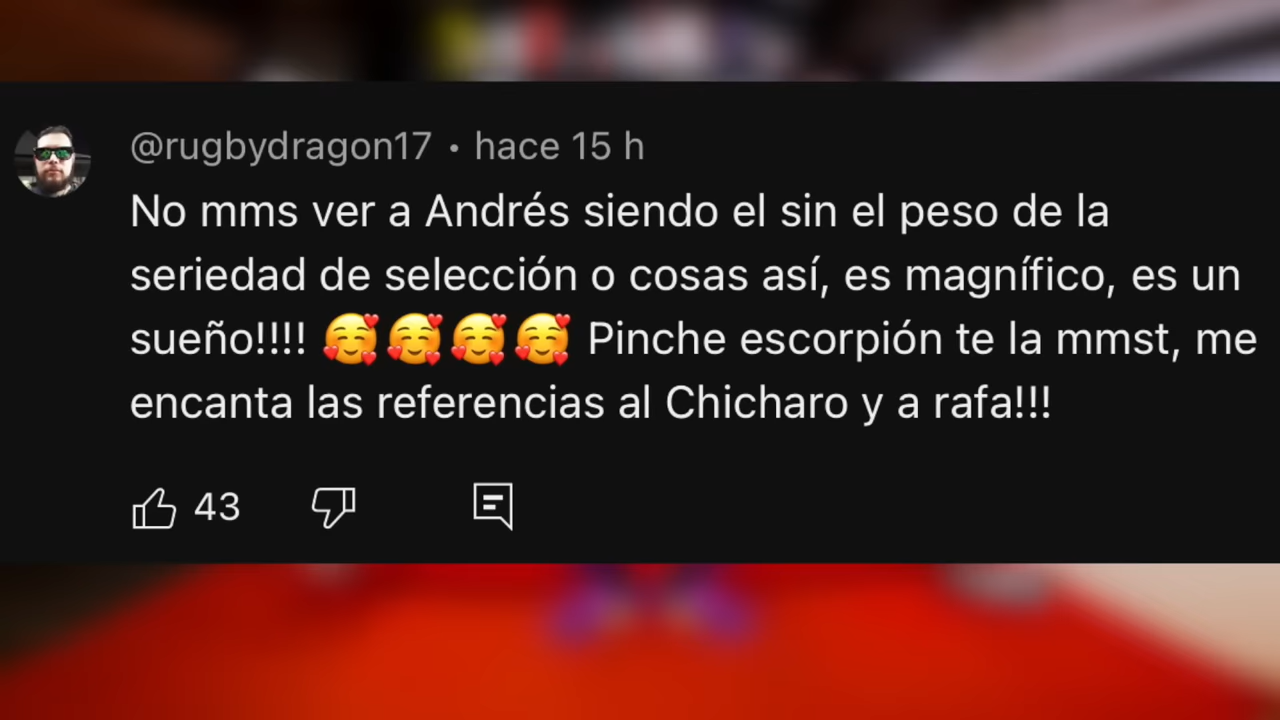 @rugbydragon17 • hace 15 h
No mms ver a Andrés siendo el sin el peso de la
seriedad de selección o cosas así, es magnífico, es un
sueño!!!! 🥰🥰🥰🥰 Pinche escorpión te la mmst, me
encanta las referencias al Chicharo y a rafa!!!
43